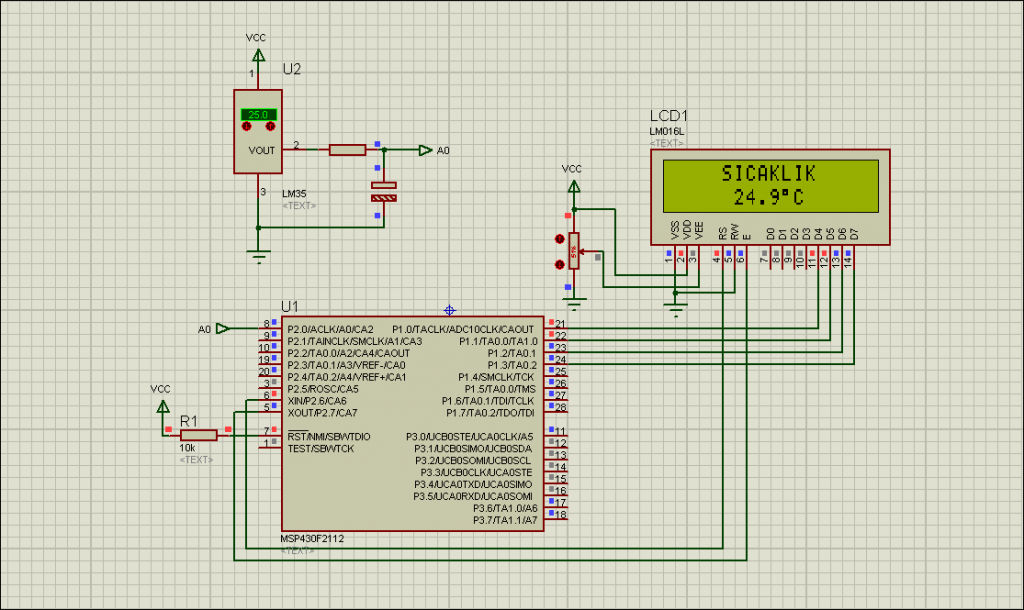 VCC
1
U2
25.0
VOUT
2
A0
3
LM35
<TEXT>
VCC
LCD1
LM016L
<TEXT>
SICAKLIK
24.9°C
VSS
VDD
VEE
RS
RW
E
D0
D1
D2
D3
D4
D5
D6
D7
1
2
3
4
5
6
7
8
9
10
11
12
13
14
U1
A0
8 P2.0/ACLK/A0/CA2
9 P2.1/TAINCLK/SMCLK/A1/CA3
10 P2.2/TA0.0/A2/CA4/CAOUT
19 P2.3/TA0.1/A3/VREF-/CA0
20 P2.4/TA0.2/A4/VREF+/CA1
3 P2.5/ROSC/CA5
6 XIN/P2.6/CA6
5 XOUT/P2.7/CA7
7 RST/NMI/SBWTDIO
1 TEST/SBWTCK
P1.0/TACLK/ADC10CLK/CAOUT 21
P1.1/TA0.0/TA1.0 22
P1.2/TA0.1 23
P1.3/TA0.2 24
P1.4/SMCLK/TCK 25
P1.5/TA0.0/TMS 26
P1.6/TA0.1/TDI/TCLK 27
P1.7/TA0.2/TDO/TDI 28
P3.0/UCB0STE/UCA0CLK/A5 11
P3.1/UCB0SIMO/UCB0SDA 12
P3.2/UCB0SOMI/UCB0SCL 13
P3.3/UCB0CLK/UCA0STE 14
P3.4/UCA0TXD/UCA0SIMO 15
P3.5/UCA0RXD/UCA0SOMI 16
P3.6/TA1.0/A6 17
P3.7/TA1.1/A7 18
VCC
R1
10k
<TEXT>
MSP430F2112
<TEXT>